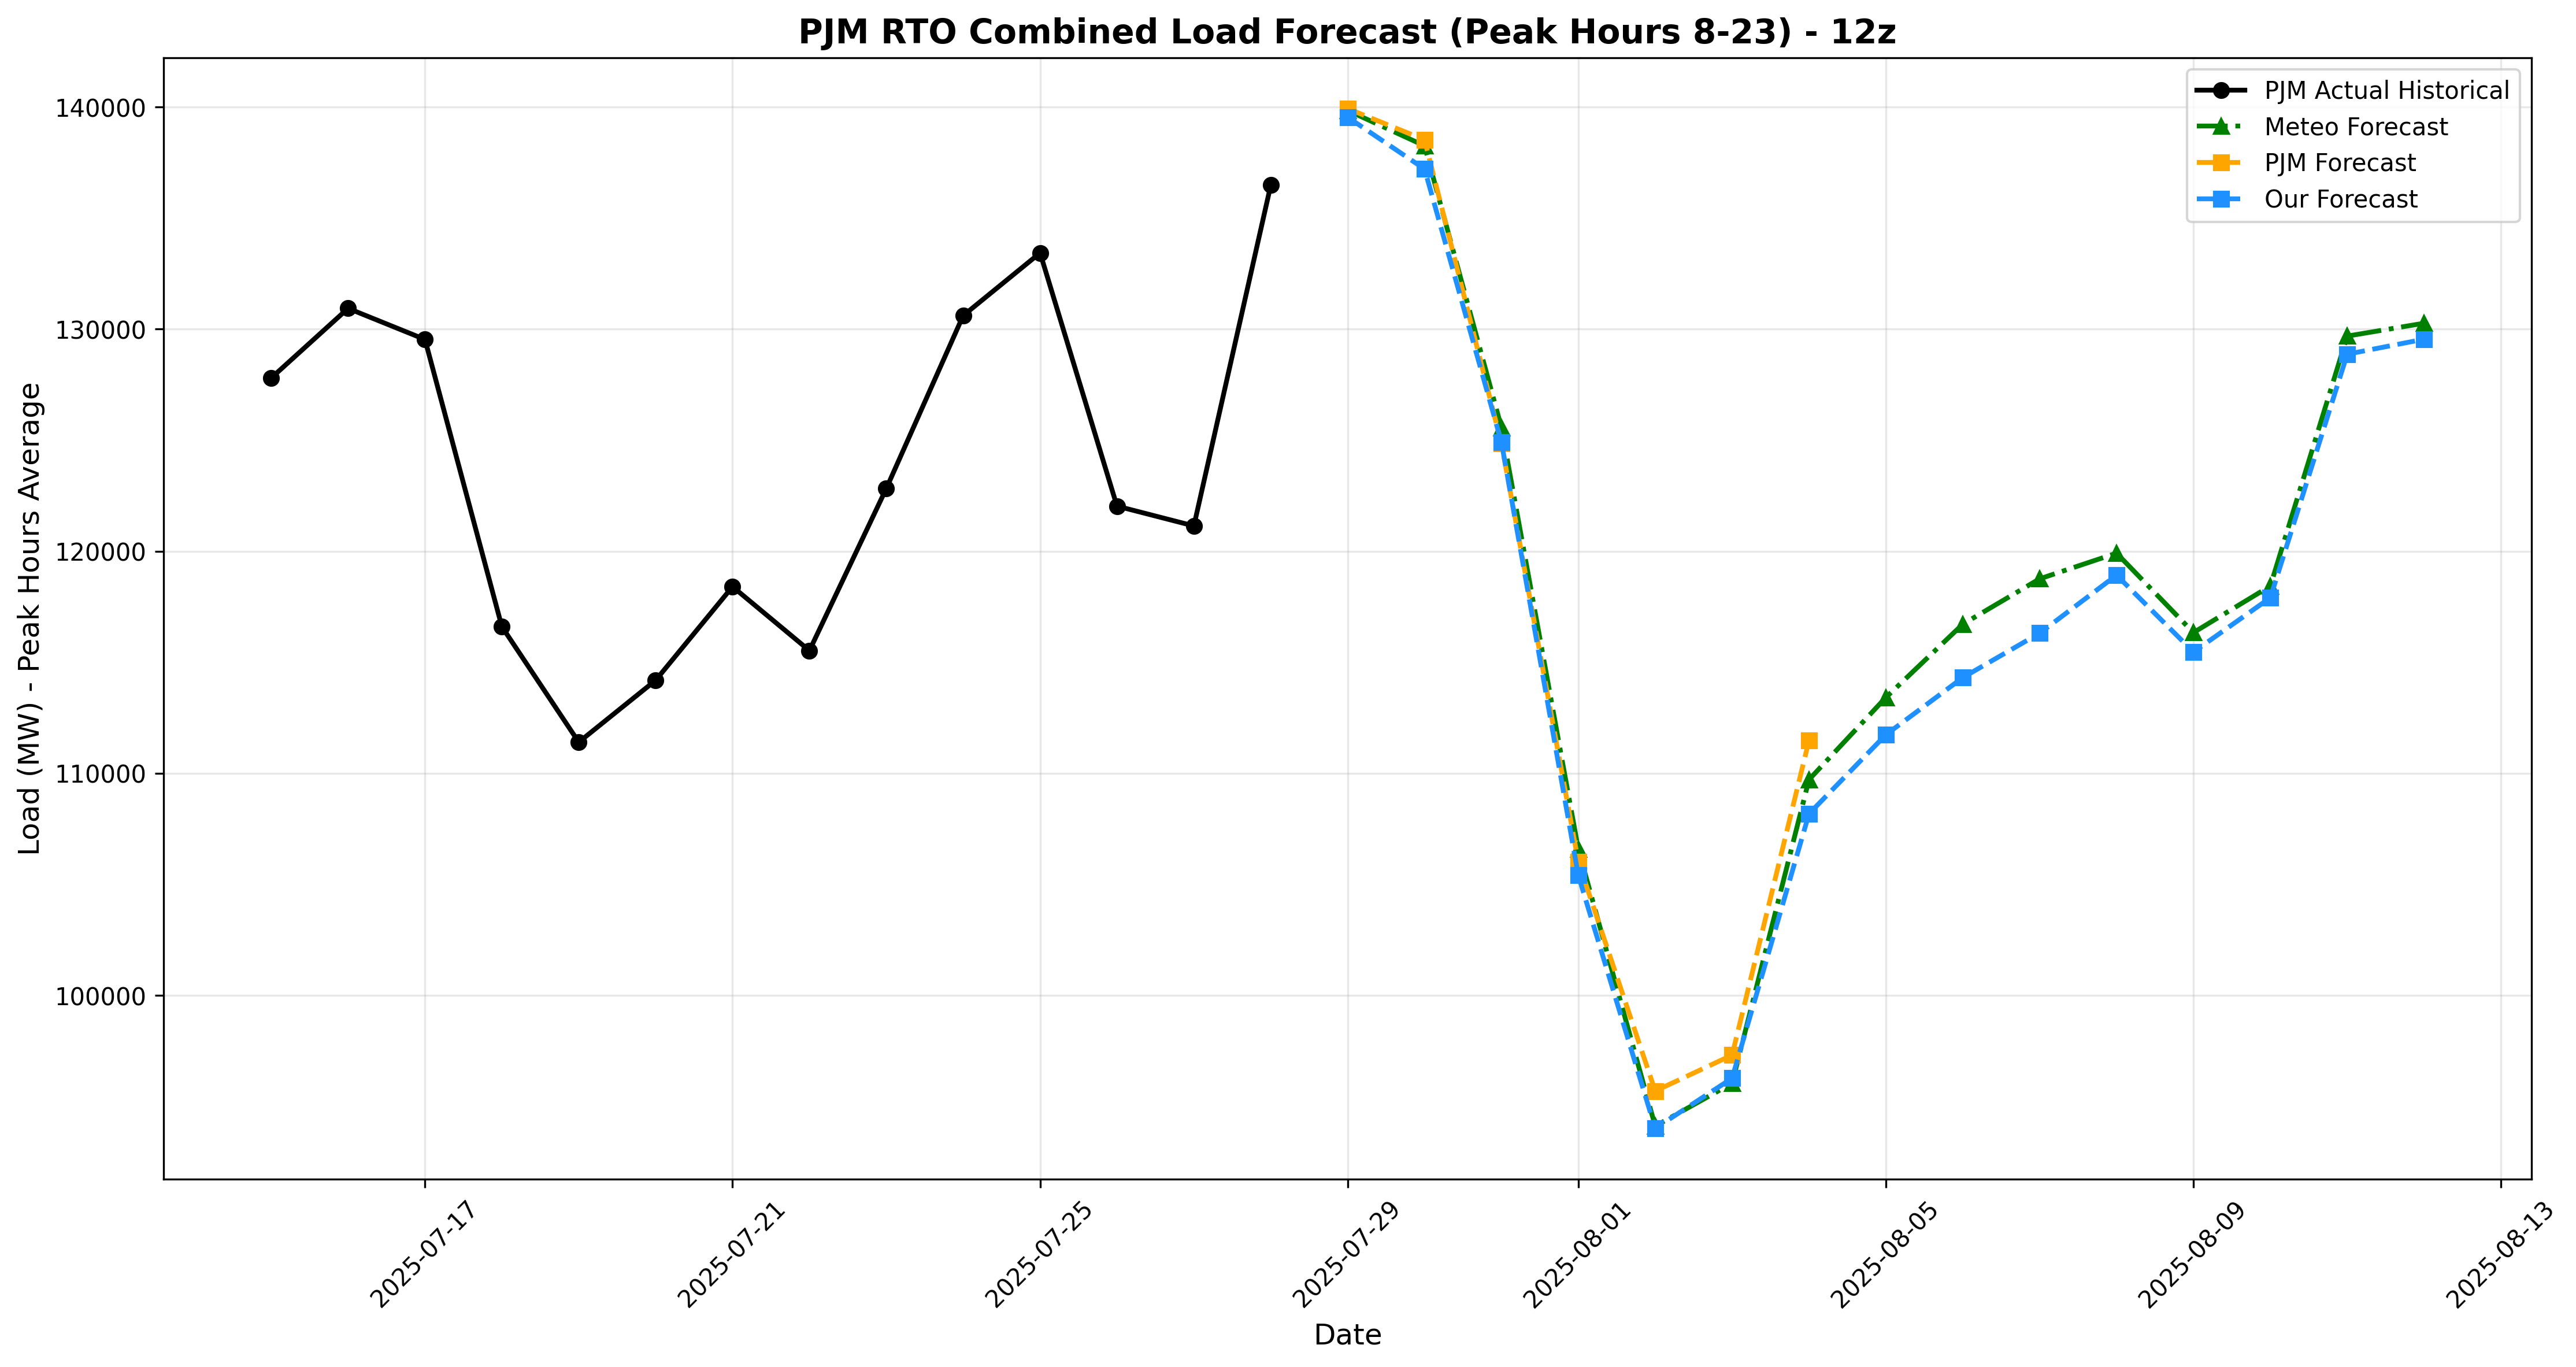 PJM RTO Combined Load Forecast (Peak Hours 8-23) - 12z
PJM Actual Historical
Meteo Forecast
PJM Forecast
Our Forecast
Load (MW) - Peak Hours Average
140000
130000
120000
110000
100000
2025-07-17
2025-07-21
2025-07-25
2025-07-29
2025-08-01
2025-08-05
2025-08-09
2025-08-13
Date